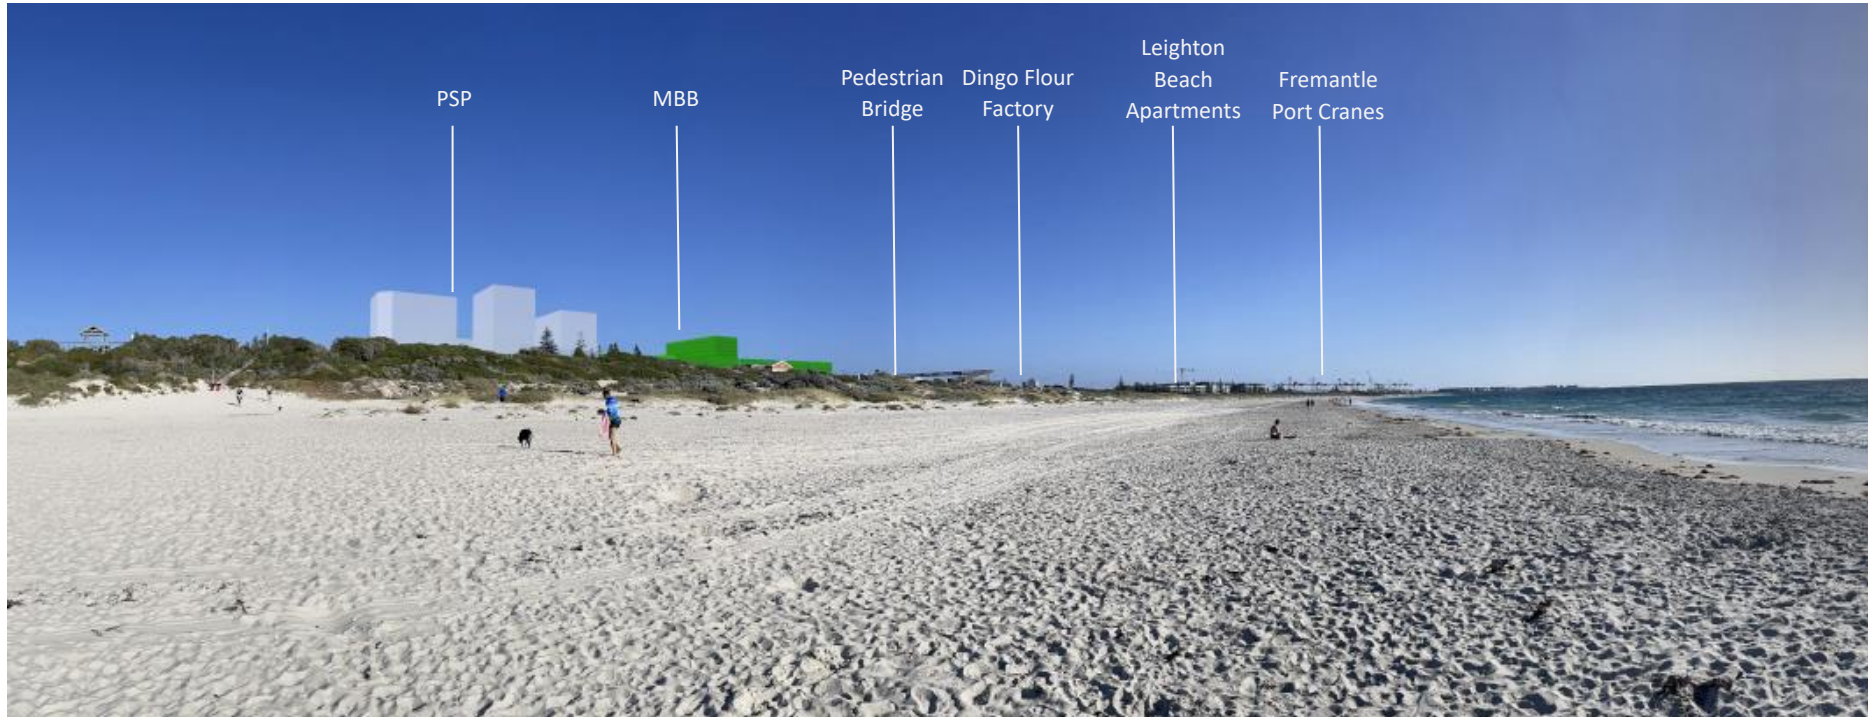 PSP
MBB
Pedestrian
Bridge
Dingo Flour
Factory
Leighton
Beach
Apartments
Fremantle
Port Cranes